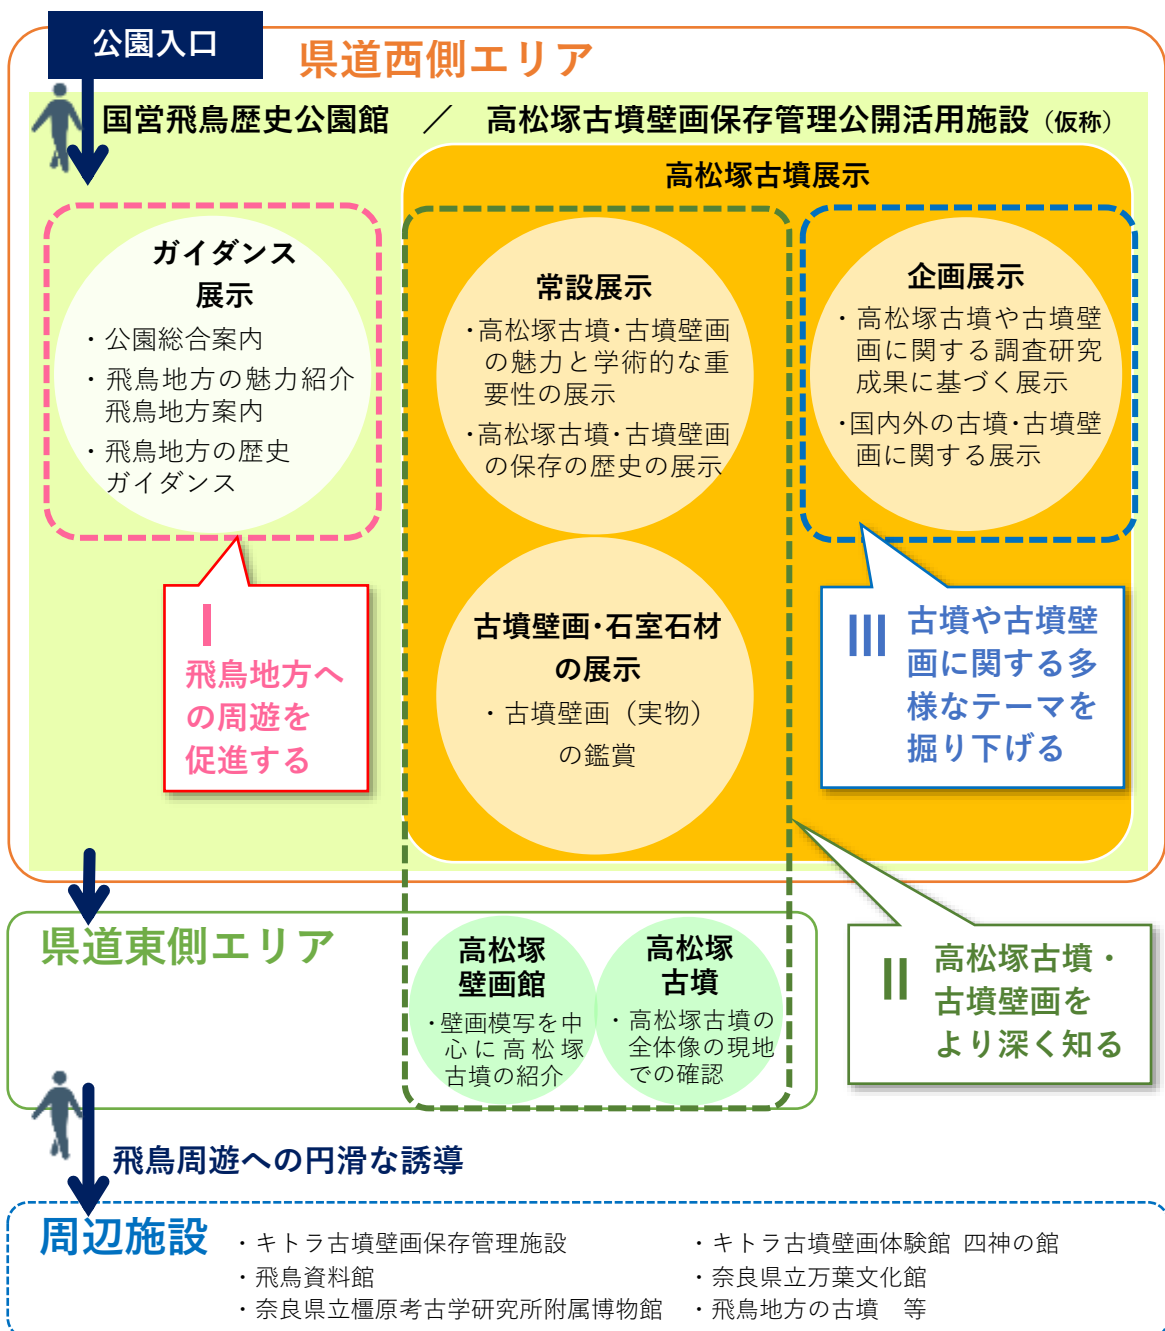 公園入口
県道西側エリア
国営飛鳥歴史公園館 ／ 高松塚古墳壁画保存管理公開活用施設（仮称）
高松塚古墳展示
ガイダンス
展示
・公園総合案内
・飛鳥地方の魅力紹介
飛鳥地方案内
・飛鳥地方の歴史
ガイダンス
常設展示
・高松塚古墳・古墳壁画
の魅力と学術的な重
要性の展示
・高松塚古墳・古墳壁画
の保存の歴史の展示
企画展示
・高松塚古墳や古墳壁
画に関する調査研究
成果に基づく展示
・国内外の古墳・古墳壁
画に関する展示
I
飛鳥地方へ
の周遊を
促進する
古墳壁画・石室石材
の展示
・古墳壁画（実物）
の鑑賞
III
古墳や古墳壁
画に関する多
様なテーマを
掘り下げる
県道東側エリア
高松塚
壁画館
・壁画模写を中
心に高松塚
古墳の紹介
高松塚
古墳
・高松塚古墳の
全体像の現地
での確認
II
高松塚古墳・
古墳壁画を
より深く知る
飛鳥周遊への円滑な誘導
周辺施設
・キトラ古墳壁画保存管理施設
・飛鳥資料館
・奈良県立橿原考古学研究所附属博物館
・キトラ古墳壁画体験館 四神の館
・奈良県立万葉文化館
・飛鳥地方の古墳 等